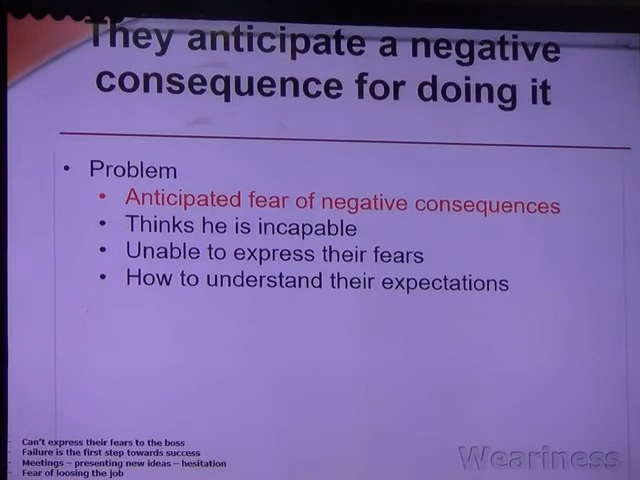 They anticipate a negative
consequence for doing it
• Problem
• Anticipated fear of negative consequences
• Thinks he is incapable
• Unable to express their fears
• How to understand their expectations
- Can't express their fears to the boss
- Failure is the first step towards success
- Meetings – presenting new ideas – hesitation
- Fear of loosing the job
Weariness